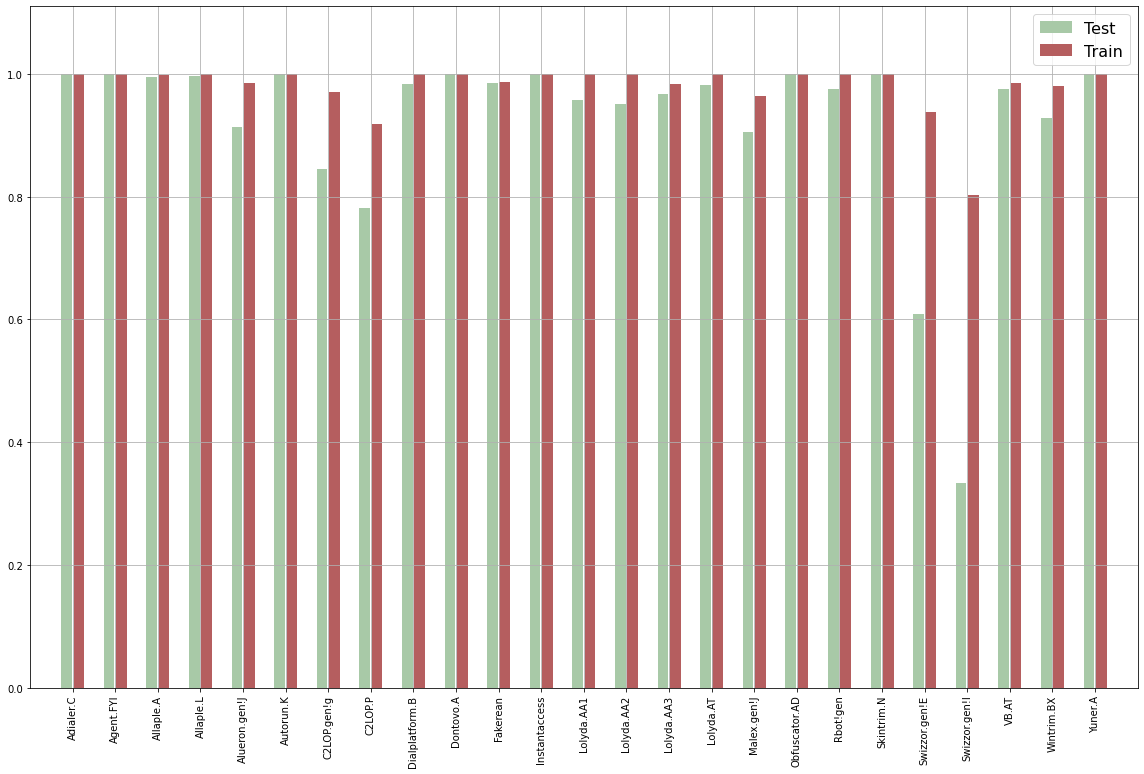 Test
Train
1.0
0.8
0.6
0.4
0.2
0.0
Adialer.C
Agent.FYI
Allaple.A
Allaple.L
Alueron.gen!J
Autorun.K
C2LOP.gen!g
C2LOP.P
Dialplatform.B
Dontovo.A
Fakerean
Instantaccess
Lolyda.AA1
Lolyda.AA2
Lolyda.AA3
Lolyda.AT
Malex.gen!J
Obfuscator.AD
Rbot!gen
Skintrim.N
Swizzor.gen!E
Swizzor.gen!I
VB.AT
Wintrim.BX
Yuner.A